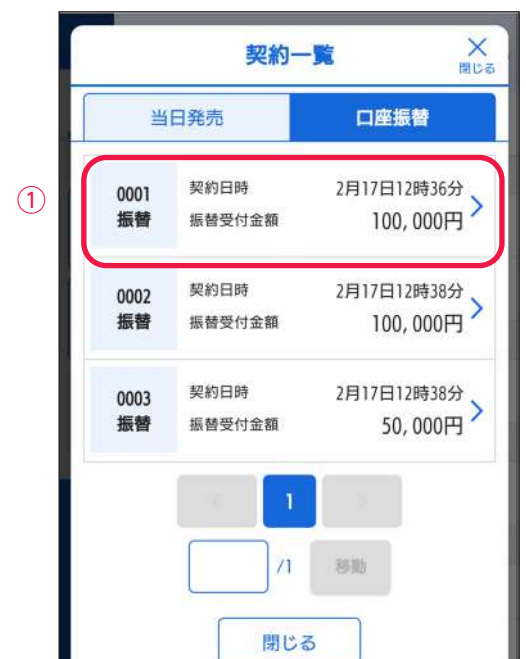 契約一覧
閉じる
当日発売 口座振替
①
0001 振替 契約日時 2月17日12時36分
振替受付金額 100,000円
0002 振替 契約日時 2月17日12時38分
振替受付金額 100,000円
0003 振替 契約日時 2月17日12時38分
振替受付金額 50,000円
1
/1 移動
閉じる